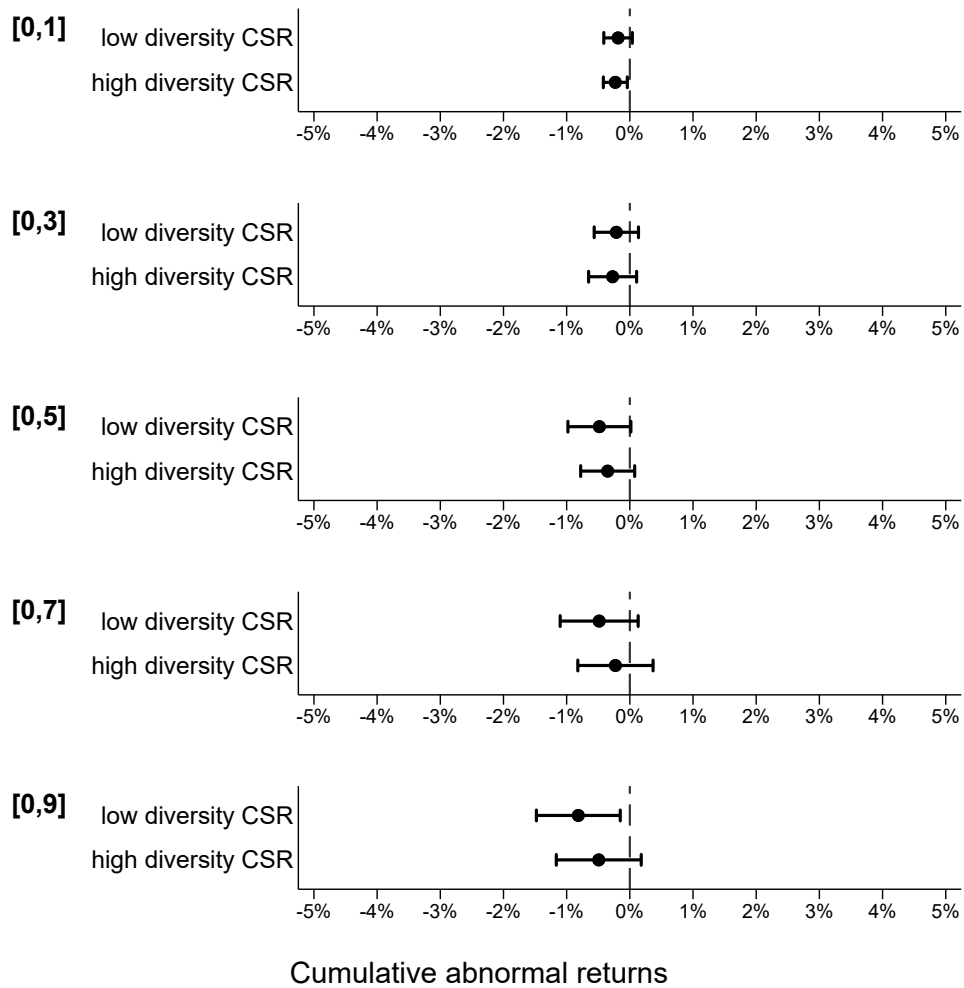 [0,1]
low diversity CSR
high diversity CSR
-5% -4% -3% -2% -1% 0% 1% 2% 3% 4% 5%
[0,3]
low diversity CSR
high diversity CSR
-5% -4% -3% -2% -1% 0% 1% 2% 3% 4% 5%
[0,5]
low diversity CSR
high diversity CSR
-5% -4% -3% -2% -1% 0% 1% 2% 3% 4% 5%
[0,7]
low diversity CSR
high diversity CSR
-5% -4% -3% -2% -1% 0% 1% 2% 3% 4% 5%
[0,9]
low diversity CSR
high diversity CSR
-5% -4% -3% -2% -1% 0% 1% 2% 3% 4% 5%
Cumulative abnormal returns